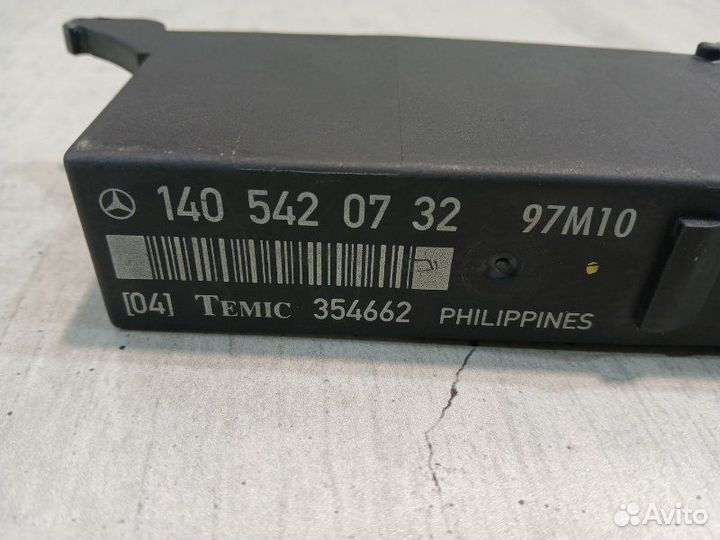 140 542 07 32 97M10
[04] TEMIC 354662 PHILIPPINES
Avito